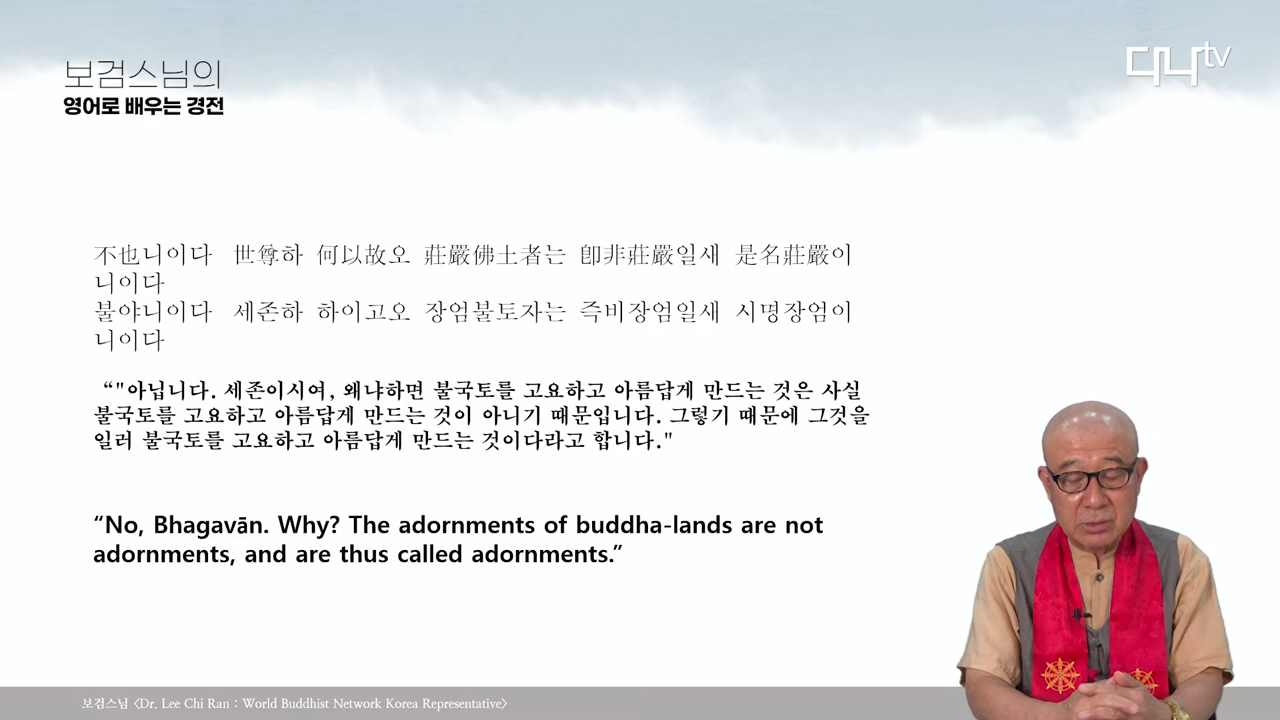 보검스님의
영어로 배우는 경전
다나tv
不也니이다 世尊하 何以故오 莊嚴佛土者는 卽非莊嚴일새 是名莊嚴이
니이다
불야니이다 세존하 하이고오 장엄불토자는 즉비장엄일새 시명장엄이
니이다
“"아닙니다. 세존이시여, 왜냐하면 불국토를 고요하고 아름답게 만드는 것은 사실
불국토를 고요하고 아름답게 만드는 것이 아니기 때문입니다. 그렇기 때문에 그것을
일러 불국토를 고요하고 아름답게 만드는 것이다라고 합니다."
“No, Bhagavān. Why? The adornments of buddha-lands are not
adornments, and are thus called adornments.”
보검스님 <Dr. Lee Chi Ran : World Buddhist Network Korea Representative>